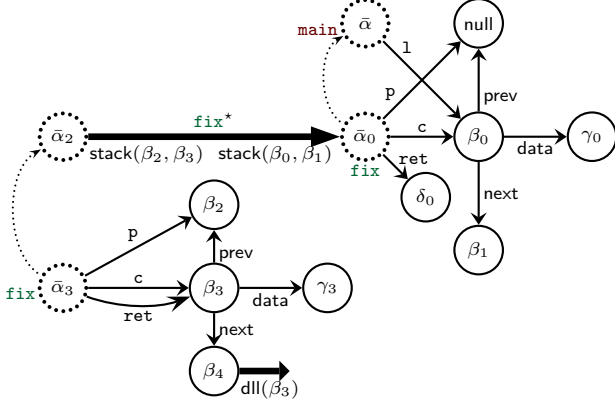 main ᾱ null
l
p prev
fix*
ᾱ₂ ᾱ₀ c β₀ data γ₀
stack(β₂, β₃) stack(β₀, β₁)
fix ret
δ₀ next
β₁
β₂
p prev
fix ᾱ₃ c β₃ data γ₃
ret next
β₄
dll(β₃)